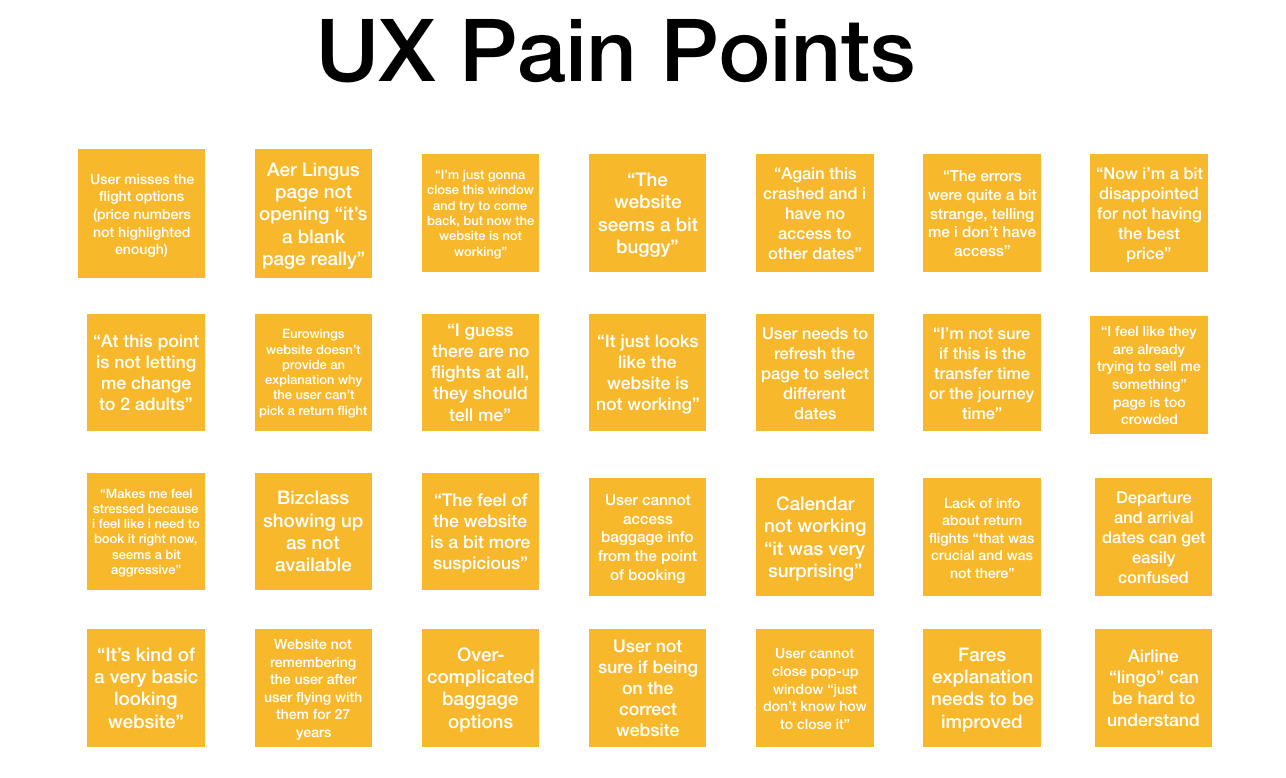 UX Pain Points
User misses the
flight options
(price numbers
not highlighted
enough)
Aer Lingus
page not
opening “it’s
a blank
page really”
“I’m just gonna
close this window
and try to come
back, but now the
website is not
working”
“The
website
seems a bit
buggy”
“Again this
crashed and i
have no
access to
other dates”
“The errors
were quite a bit
strange, telling
me i don’t have
access”
“Now i’m a bit
disappointed
for not having
the best
price”
“At this point
is not letting
me change
to 2 adults”
Eurowings
website doesn’t
provide an
explanation why
the user can’t
pick a return flight
“I guess
there are no
flights at all,
they should
tell me”
“It just looks
like the
website is
not working”
User needs to
refresh the
page to select
different
dates
“I’m not sure
if this is the
transfer time
or the journey
time”
“I feel like they
are already
trying to sell me
something”
page is too
crowded
“Makes me feel
stressed because
i feel like i need to
book it right now,
seems a bit
aggressive”
Bizclass
showing up
as not
available
“The feel of
the website
is a bit more
suspicious”
User cannot
access
baggage info
from the point
of booking
Calendar
not working
“it was very
surprising”
Lack of info
about return
flights “that was
crucial and was
not there”
Departure
and arrival
dates can get
easily
confused
“It’s kind of
a very basic
looking
website”
Website not
remembering
the user after
user flying with
them for 27
years
Over-
complicated
baggage
options
User not
sure if being
on the
correct
website
User cannot
close pop-up
window “just
don’t know how
to close it”
Fares
explanation
needs to be
improved
Airline
“lingo” can
be hard to
understand